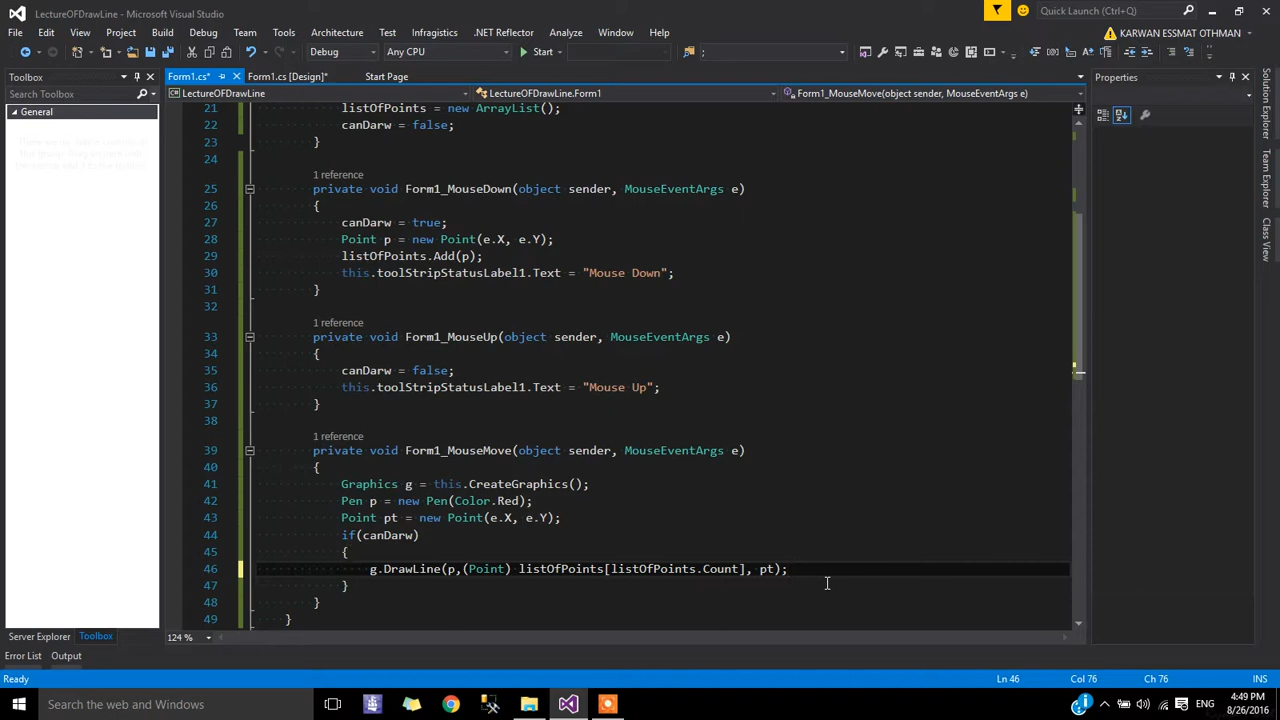 LectureOFDrawLine - Microsoft Visual Studio
Quick Launch (Ctrl+Q)
File Edit View Project Build Debug Team Tools Architecture Test .NET Reflector Analyze Window Help
KARWAN ESSMAT OTHMAN
Debug Any CPU Start ;
Toolbox
Form1.cs* Form1.cs [Design]* Start Page
Properties
Search Toolbox
LectureOFDrawLine LectureOFDrawLine.Form1 Form1_MouseMove(object sender, MouseEventArgs e)
General
21 listOfPoints = new ArrayList();
22 canDarw = false;
23 }
24
1 reference
25 private void Form1_MouseDown(object sender, MouseEventArgs e)
26 {
27 canDarw = true;
28 Point p = new Point(e.X, e.Y);
29 listOfPoints.Add(p);
30 this.toolStripStatusLabel1.Text = "Mouse Down";
31 }
32
1 reference
33 private void Form1_MouseUp(object sender, MouseEventArgs e)
34 {
35 canDarw = false;
36 this.toolStripStatusLabel1.Text = "Mouse Up";
37 }
38
1 reference
39 private void Form1_MouseMove(object sender, MouseEventArgs e)
40 {
41 Graphics g = this.CreateGraphics();
42 Pen p = new Pen(Color.Red);
43 Point pt = new Point(e.X, e.Y);
44 if(canDarw)
45 {
46 g.DrawLine(p,(Point) listOfPoints[listOfPoints.Count], pt);
47 }
48 }
49 }
Solution Explorer
Team Explorer
Class View
124 %
Server Explorer Toolbox
Error List Output
Ready Ln 46 Col 76 Ch 76 INS
Search the web and Windows
4:49 PM
8/26/2016